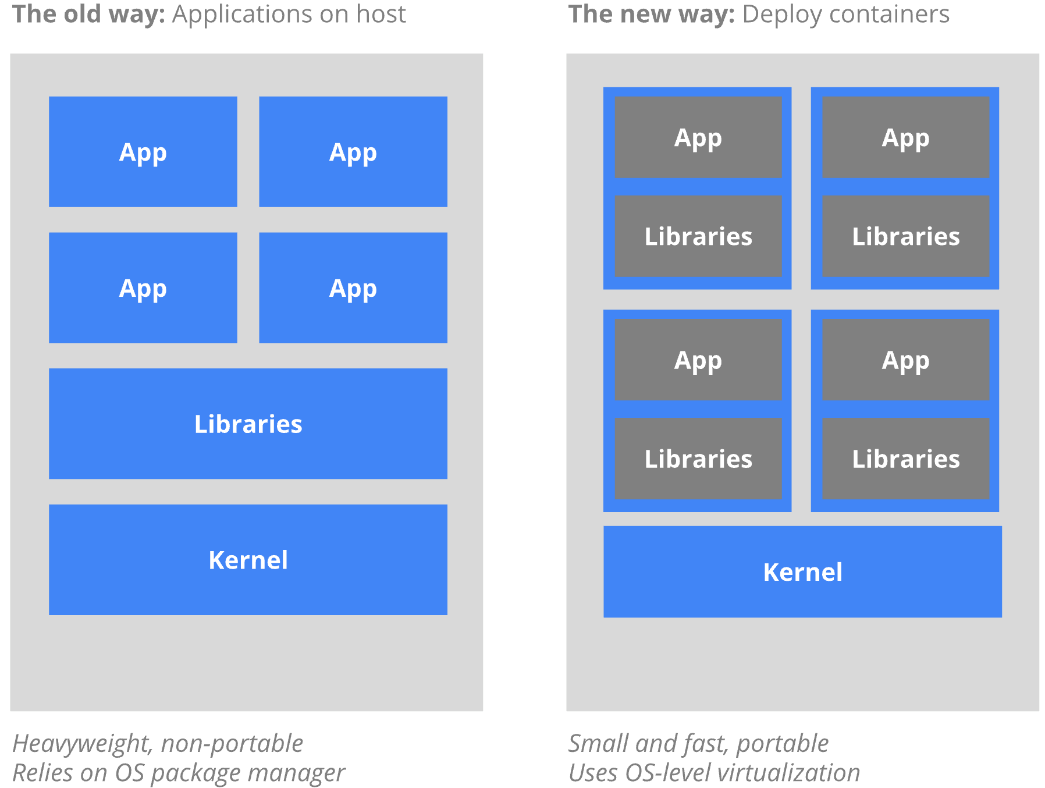 The old way: Applications on host
App
App
App
App
Libraries
Kernel
Heavyweight, non-portable
Relies on OS package manager
The new way: Deploy containers
App
Libraries
App
Libraries
App
Libraries
App
Libraries
Kernel
Small and fast, portable
Uses OS-level virtualization